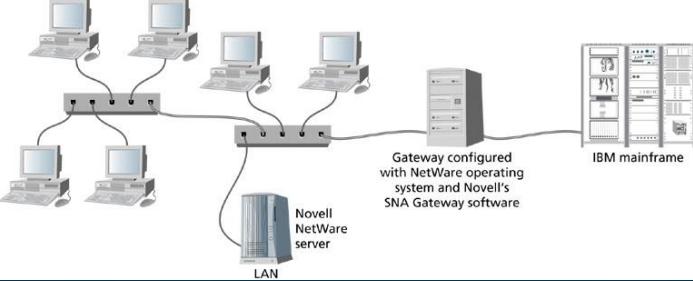 Gateway configured
with NetWare operating
system and Novell's
SNA Gateway software
IBM mainframe
Novell
NetWare
server
LAN